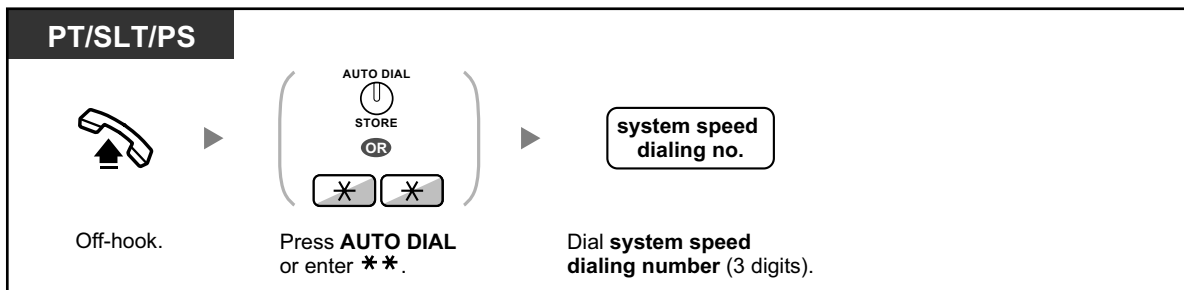 PT/SLT/PS
AUTO DIAL
STORE
OR
system speed
dialing no.
Off-hook.
Press AUTO DIAL
or enter ** .
Dial system speed
dialing number (3 digits).